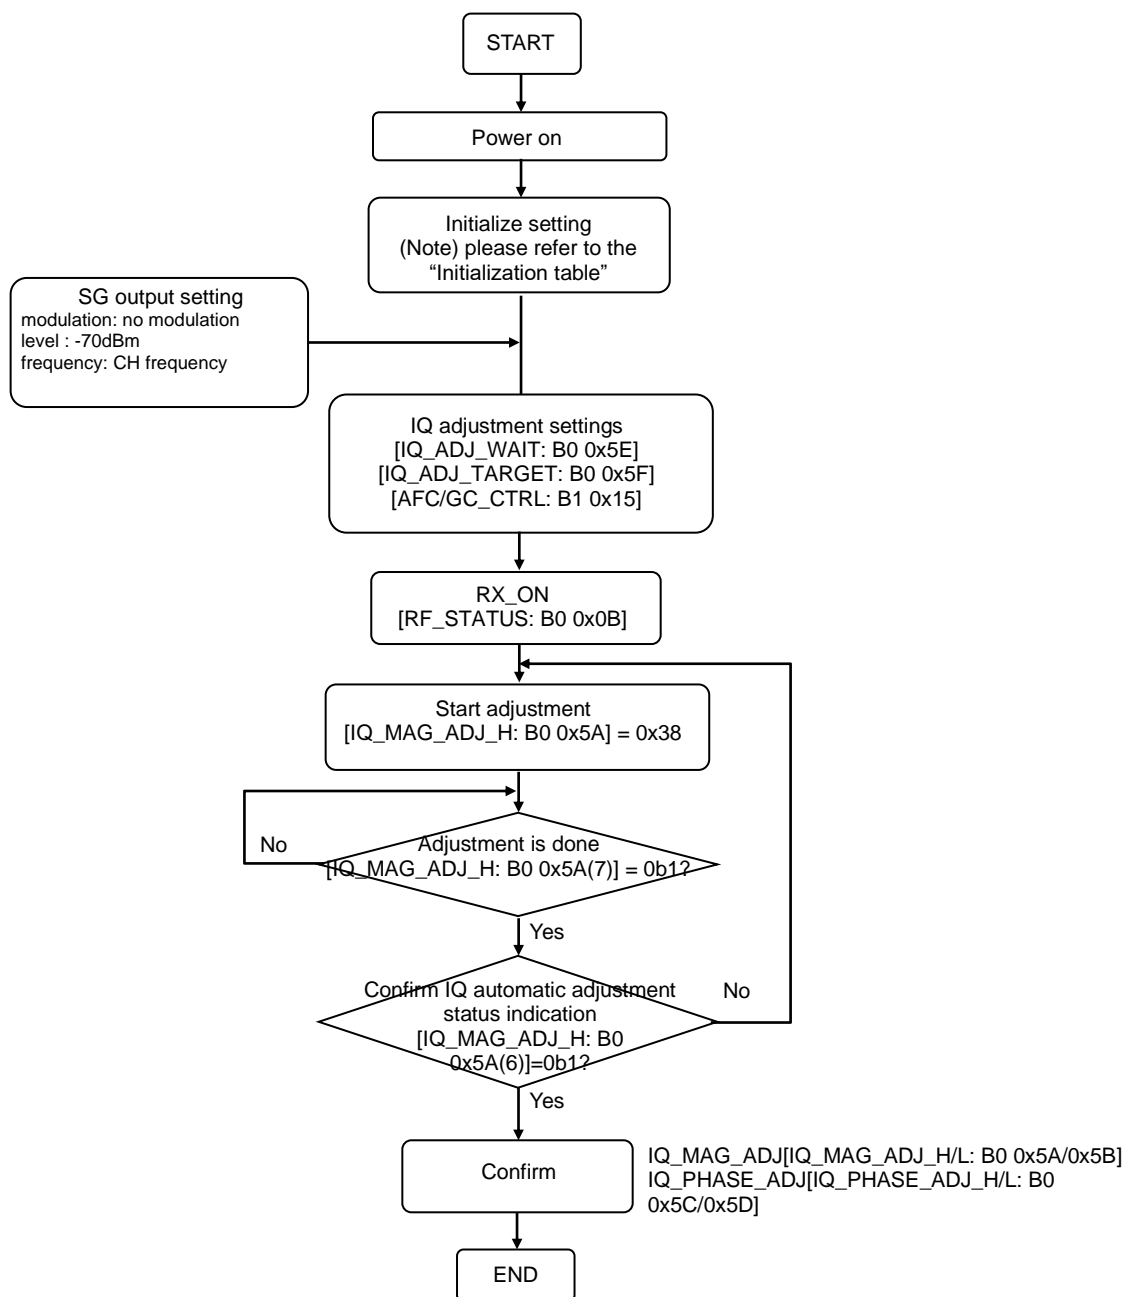 START
Power on
Initialize setting
(Note) please refer to the
“Initialization table”
SG output setting
modulation: no modulation
level : -70dBm
frequency: CH frequency
IQ adjustment settings
[IQ_ADJ_WAIT: B0 0x5E]
[IQ_ADJ_TARGET: B0 0x5F]
[AFC/GC_CTRL: B1 0x15]
RX_ON
[RF_STATUS: B0 0x0B]
Start adjustment
[IQ_MAG_ADJ_H: B0 0x5A] = 0x38
No
Adjustment is done
[IQ_MAG_ADJ_H: B0 0x5A(7)] = 0b1?
Yes
Confirm IQ automatic adjustment
status indication
[IQ_MAG_ADJ_H: B0
0x5A(6)]=0b1?
No
Yes
Confirm
IQ_MAG_ADJ[IQ_MAG_ADJ_H/L: B0 0x5A/0x5B]
IQ_PHASE_ADJ[IQ_PHASE_ADJ_H/L: B0
0x5C/0x5D]
END